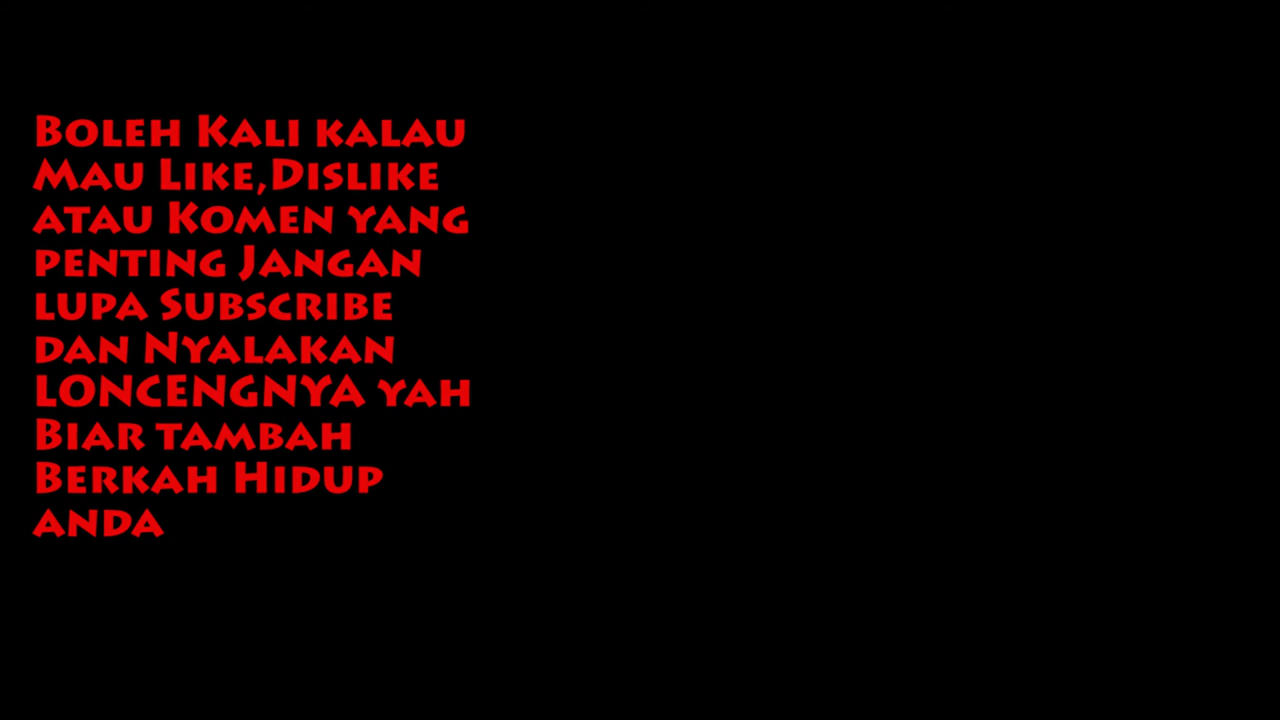 Boleh Kali kalau
Mau Like,Dislike
atau Komen yang
penting Jangan
lupa Subscribe
dan Nyalakan
LONCENGNYA yah
Biar tambah
Berkah Hidup
anda